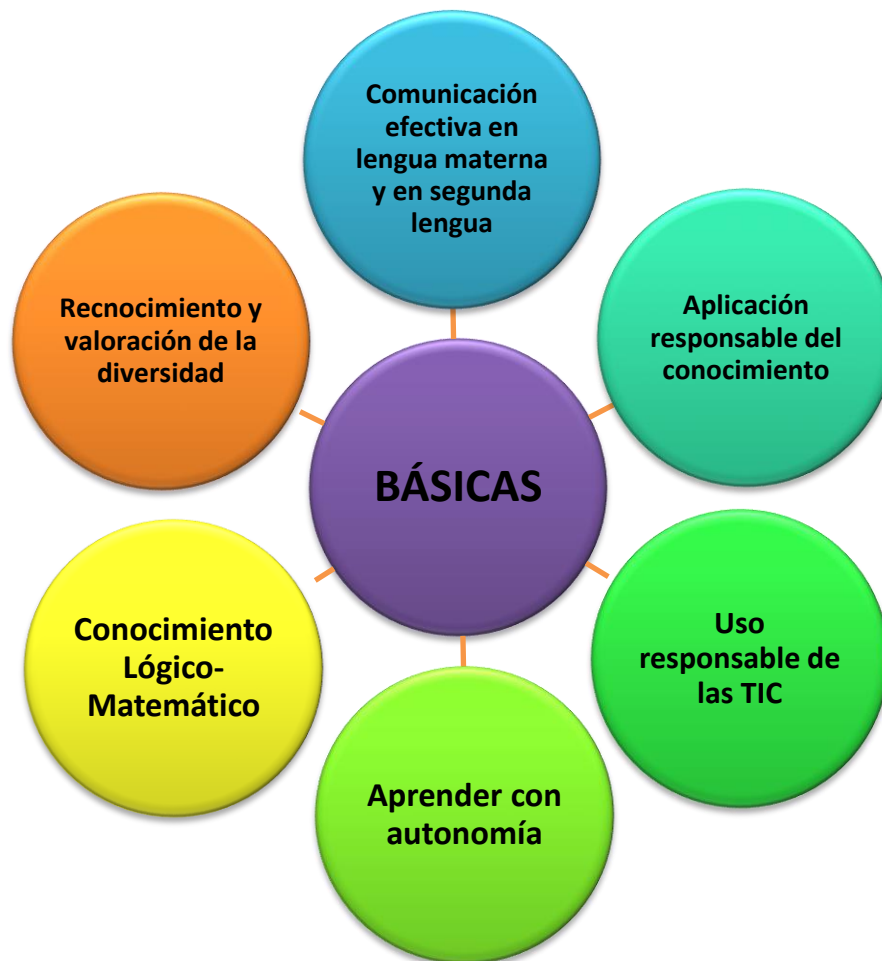 Comunicación
efectiva en
lengua materna
y en segunda
lengua
Aplicación
responsable del
conocimiento
Uso
responsable de
las TIC
Aprender con
autonomía
Conocimiento
Lógico-
Matemático
Recnocimiento y
valoración de la
diversidad
BÁSICAS